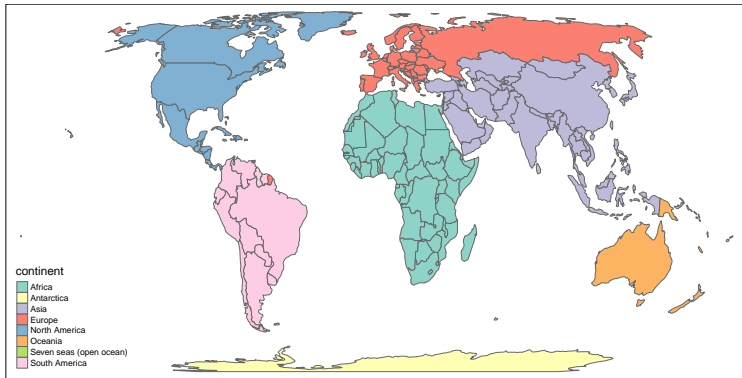 continent
Africa
Antarctica
Asia
Europe
North America
Oceania
Seven seas (open ocean)
South America